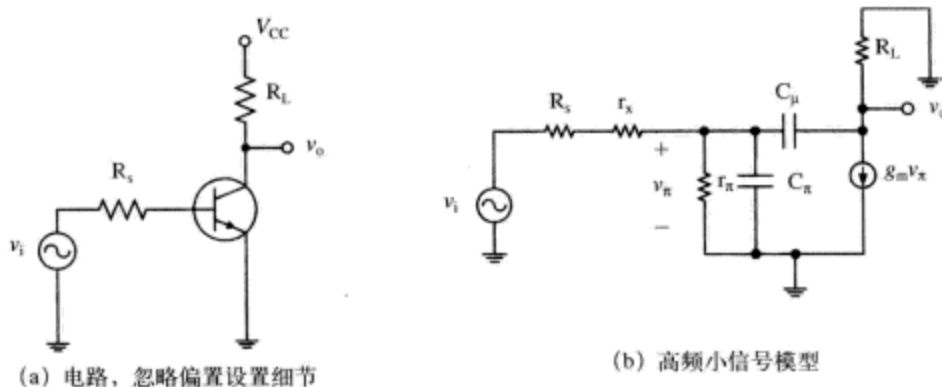 V_CC
R_L
v_o
R_s
v_i
(a) 电路，忽略偏置设置细节
R_L
C_μ
R_s
r_x
+
v_π
−
r_π
C_π
g_m v_π
v_i
(b) 高频小信号模型